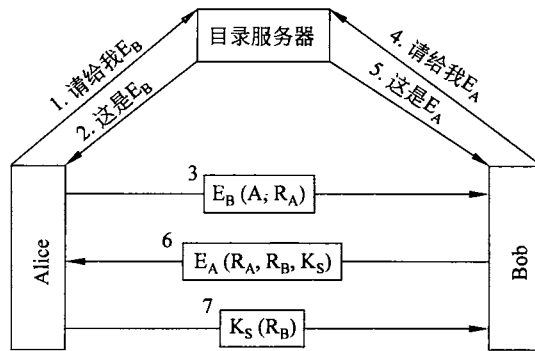 目录服务器
1. 请给我E_B
2. 这是E_B
4. 请给我E_A
5. 这是E_A
3
E_B (A, R_A)
6
E_A (R_A, R_B, K_S)
7
K_S (R_B)
Alice
Bob